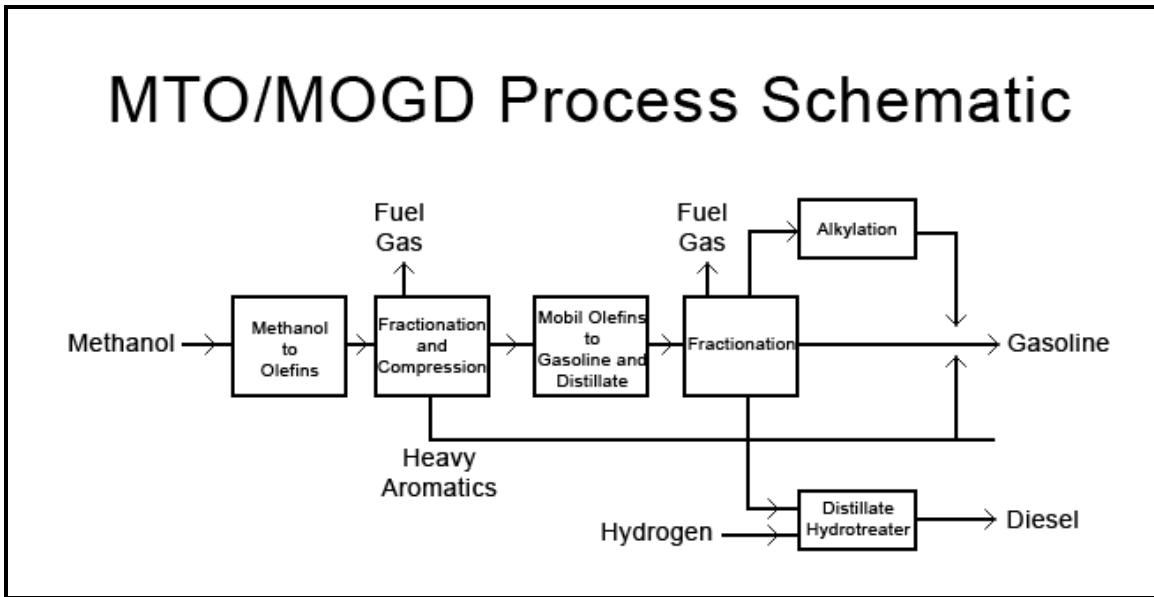 MTO/MOGD Process Schematic
Fuel
Gas
Fuel
Gas
Alkylation
Methanol
Methanol
to
Olefins
Fractionation
and
Compression
Mobil Olefins
to
Gasoline and
Distillate
Fractionation
Gasoline
Heavy
Aromatics
Hydrogen
Distillate
Hydrotreater
Diesel